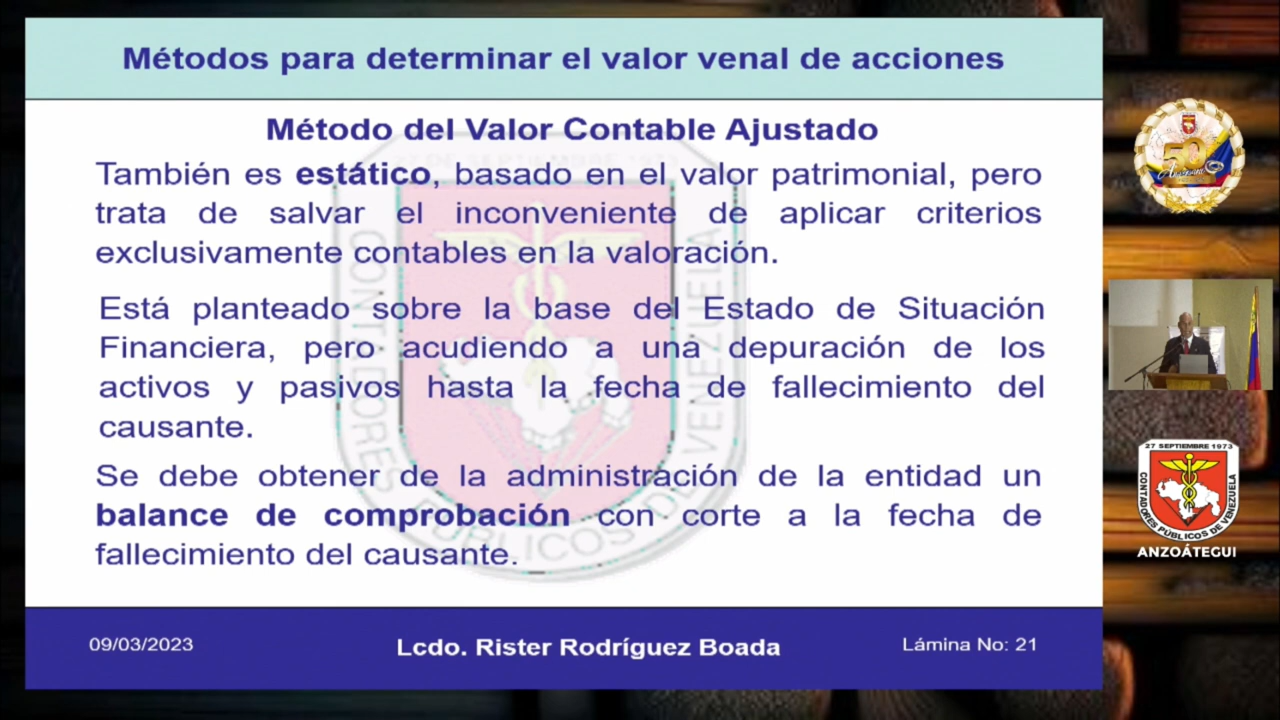 Métodos para determinar el valor venal de acciones
Método del Valor Contable Ajustado
También es estático, basado en el valor patrimonial, pero
trata de salvar el inconveniente de aplicar criterios
exclusivamente contables en la valoración.
Está planteado sobre la base del Estado de Situación
Financiera, pero acudiendo a una depuración de los
activos y pasivos hasta la fecha de fallecimiento del
causante.
Se debe obtener de la administración de la entidad un
balance de comprobación con corte a la fecha de
fallecimiento del causante.
09/03/2023
Lcdo. Rister Rodríguez Boada
Lámina No: 21
CONTADORES PÚBLICOS DE VENEZUELA
50
27 SEPTIEMBRE 1973
CONTADORES PÚBLICOS DE VENEZUELA
ANZOÁTEGUI